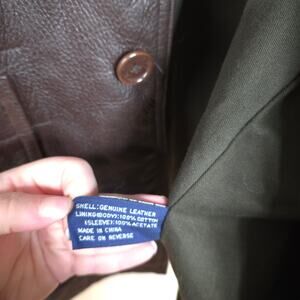 SHELL:GENUINE LEATHER
LINING(BODY):100% COTTON
(SLEEVE):100% ACETATE
MADE IN CHINA
CARE ON REVERSE